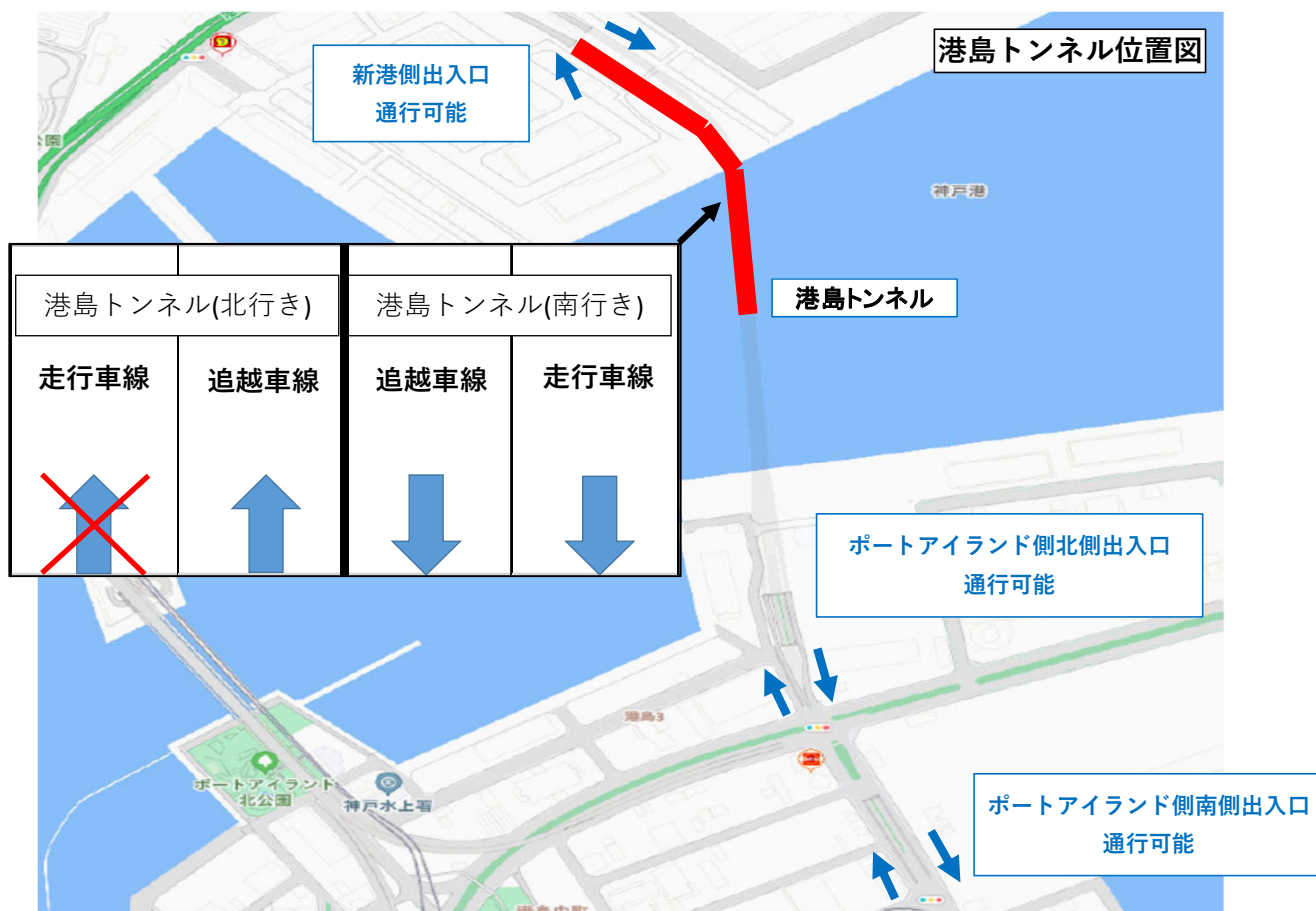 港島トンネル位置図
新港側出入口
通行可能
公園
神戸港
港島トンネル(北行き)
港島トンネル(南行き)
港島トンネル
走行車線
追越車線
追越車線
走行車線
ポートアイランド側北側出入口
通行可能
港島3
ポートアイランド
北公園
神戸水上署
ポートアイランド側南側出入口
通行可能
港島中町